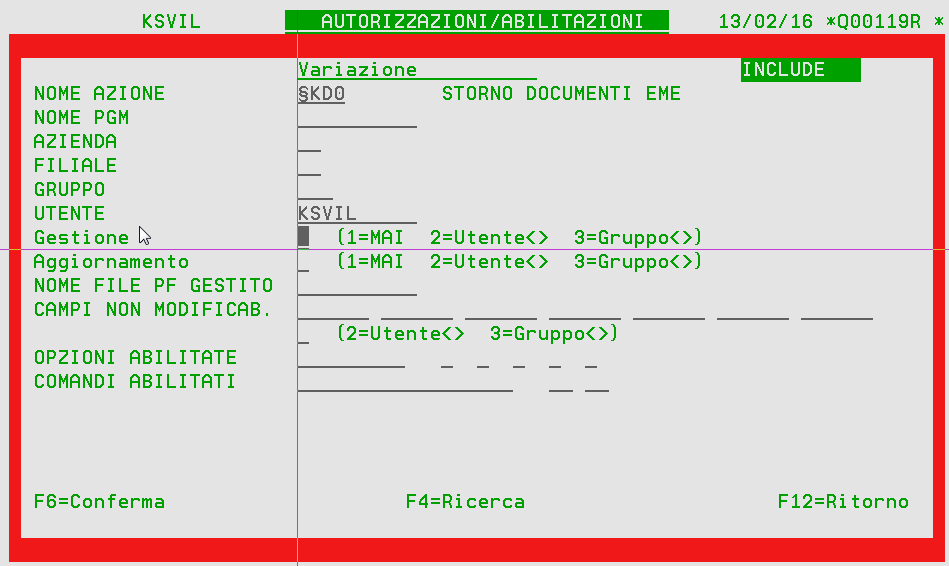 KSVIL AUTORIZZAZIONI/ABILITAZIONI 13/02/16 *Q00119R *
Variazione INCLUDE
NOME AZIONE §KD0 STORNO DOCUMENTI EME
NOME PGM
AZIENDA
FILIALE
GRUPPO
UTENTE KSVIL
Gestione (1=MAI 2=Utente<> 3=Gruppo<>)
Aggiornamento (1=MAI 2=Utente<> 3=Gruppo<>)
NOME FILE PF GESTITO
CAMPI NON MODIFICAB.
(2=Utente<> 3=Gruppo<>)
OPZIONI ABILITATE
COMANDI ABILITATI
F6=Conferma F4=Ricerca F12=Ritorno